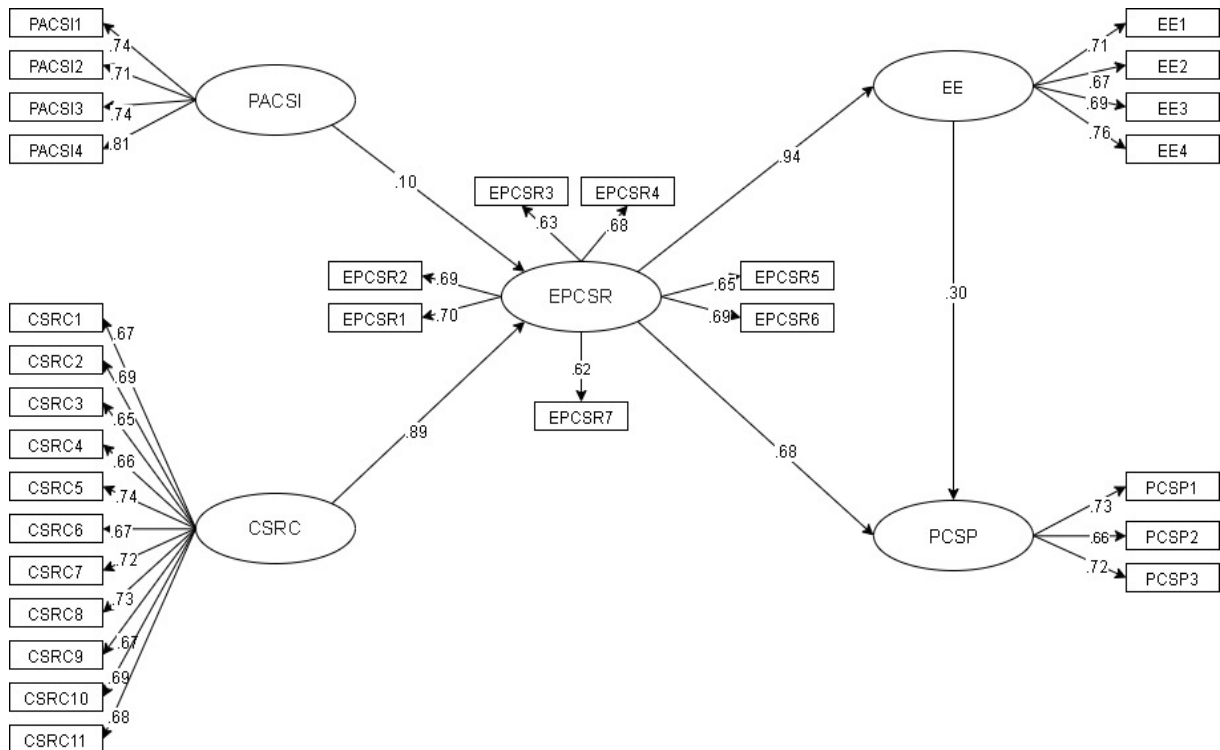 PACSI1
.74
PACSI2
.71
PACSI3
.74
PACSI4
.81
PACSI
EE1
.71
EE2
.67
EE3
.69
EE4
.76
EE
.10
.94
EPCSR3
.63
EPCSR4
.68
EPCSR2
.69
EPCSR1
.70
EPCSR
EPCSR5
.65
EPCSR6
.69
.62
EPCSR7
.30
.89
.68
CSRC1
.67
CSRC2
.69
CSRC3
.65
CSRC4
.66
CSRC5
.74
CSRC6
.67
CSRC7
.72
CSRC8
.73
CSRC9
.67
CSRC10
.69
CSRC11
.68
CSRC
PCSP
PCSP1
.73
PCSP2
.66
PCSP3
.72